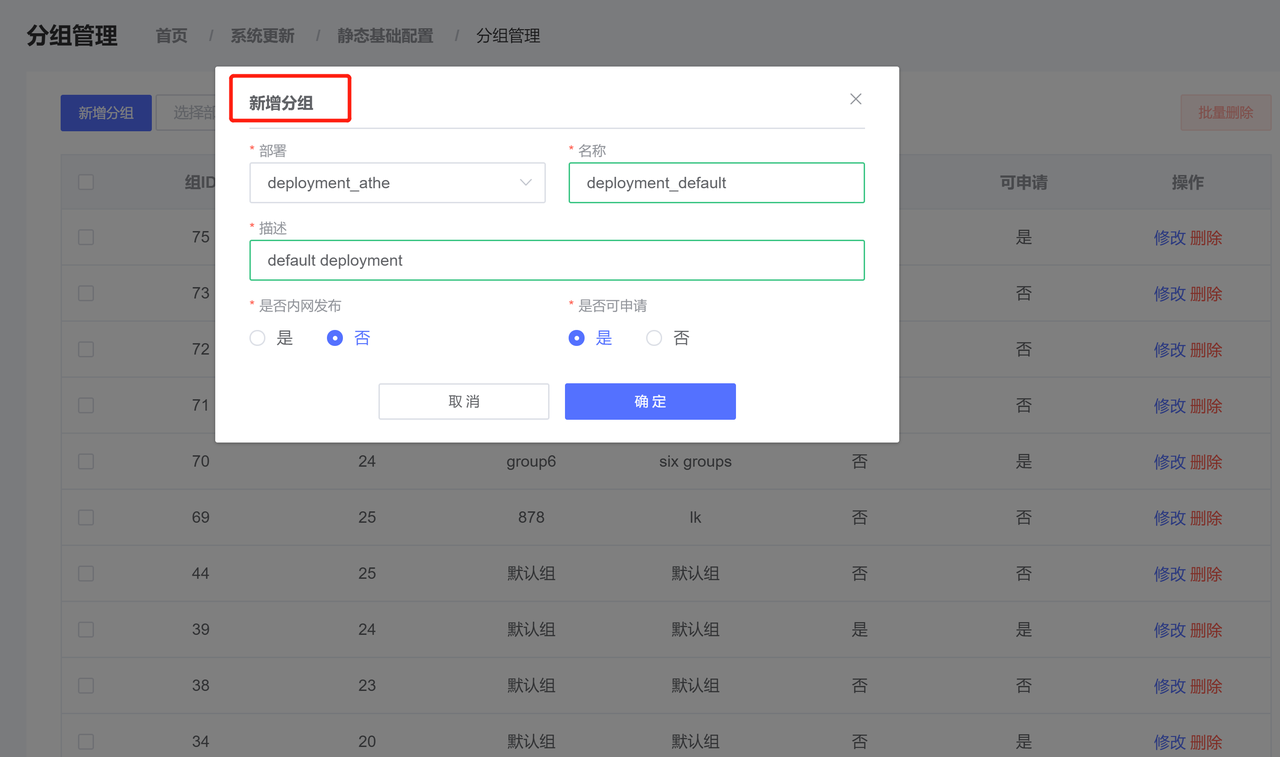 分组管理 首页 / 系统更新 / 静态基础配置 / 分组管理
新增分组 选择部 批量删除
新增分组
* 部署 * 名称
deployment_athe deployment_default
* 描述
default deployment
* 是否内网发布 * 是否可申请
是 否 是 否
取消 确定
组ID 可申请 操作
75 是 修改 删除
73 否 修改 删除
72 否 修改 删除
71 否 修改 删除
70 24 group6 six groups 否 是 修改 删除
69 25 878 lk 否 否 修改 删除
44 25 默认组 默认组 否 否 修改 删除
39 24 默认组 默认组 是 是 修改 删除
38 23 默认组 默认组 否 否 修改 删除
34 20 默认组 默认组 否 是 修改 删除